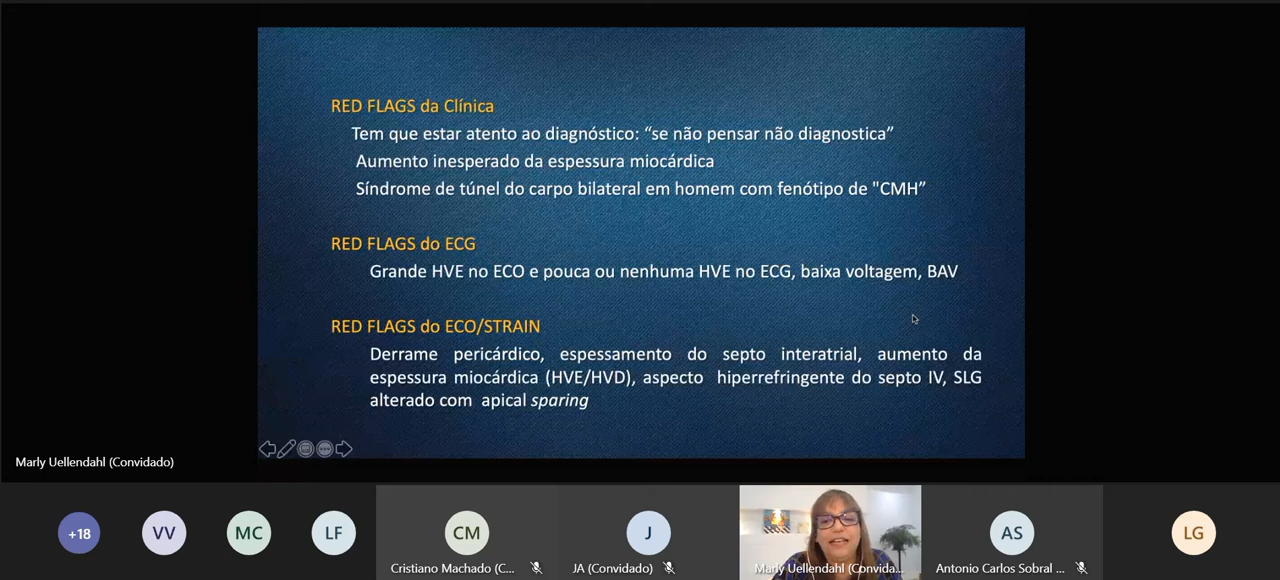 RED FLAGS da Clínica
Tem que estar atento ao diagnóstico: “se não pensar não diagnostica”
Aumento inesperado da espessura miocárdica
Síndrome de túnel do carpo bilateral em homem com fenótipo de "CMH”
RED FLAGS do ECG
Grande HVE no ECO e pouca ou nenhuma HVE no ECG, baixa voltagem, BAV
RED FLAGS do ECO/STRAIN
Derrame pericárdico, espessamento do septo interatrial, aumento da
espessura miocárdica (HVE/HVD), aspecto hiperrefringente do septo IV, SLG
alterado com apical sparing
Marly Uellendahl (Convidado)
+18
VV
MC
LF
CM
J
AS
LG
Cristiano Machado (C...
JA (Convidado)
Marly Uellendahl (Convida...
Antonio Carlos Sobral ...